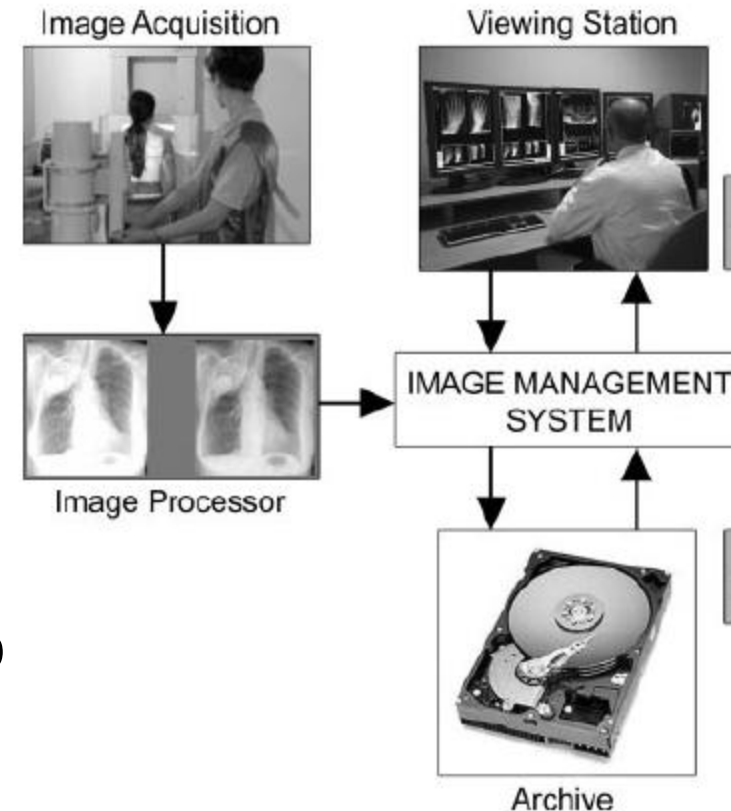 Image Acquisition
Viewing Station
IMAGE MANAGEMENT
SYSTEM
Image Processor
)
Archive